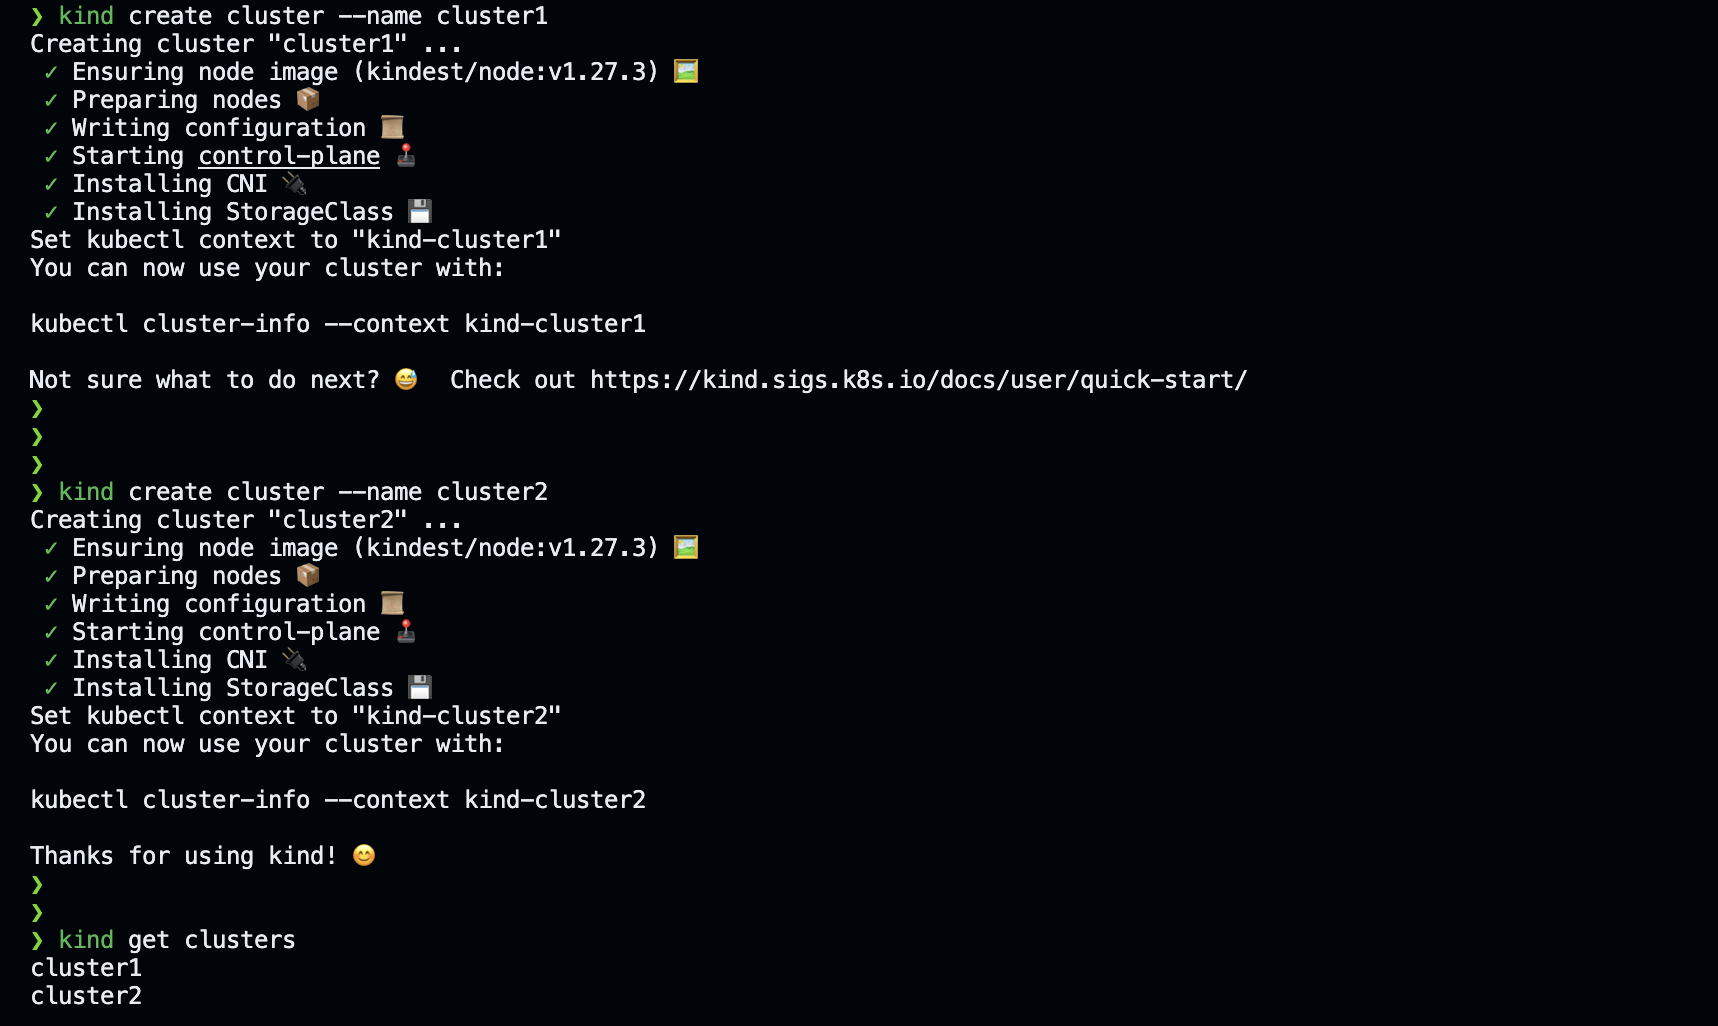 ❯ kind create cluster --name cluster1
Creating cluster "cluster1" ...
✓ Ensuring node image (kindest/node:v1.27.3) 🖼
✓ Preparing nodes 📦
✓ Writing configuration 📜
✓ Starting control-plane 🕹️
✓ Installing CNI 🔌
✓ Installing StorageClass 💾
Set kubectl context to "kind-cluster1"
You can now use your cluster with:
kubectl cluster-info --context kind-cluster1
Not sure what to do next? 😅 Check out https://kind.sigs.k8s.io/docs/user/quick-start/
❯
❯
❯
❯ kind create cluster --name cluster2
Creating cluster "cluster2" ...
✓ Ensuring node image (kindest/node:v1.27.3) 🖼
✓ Preparing nodes 📦
✓ Writing configuration 📜
✓ Starting control-plane 🕹️
✓ Installing CNI 🔌
✓ Installing StorageClass 💾
Set kubectl context to "kind-cluster2"
You can now use your cluster with:
kubectl cluster-info --context kind-cluster2
Thanks for using kind! 😊
❯
❯
❯ kind get clusters
cluster1
cluster2